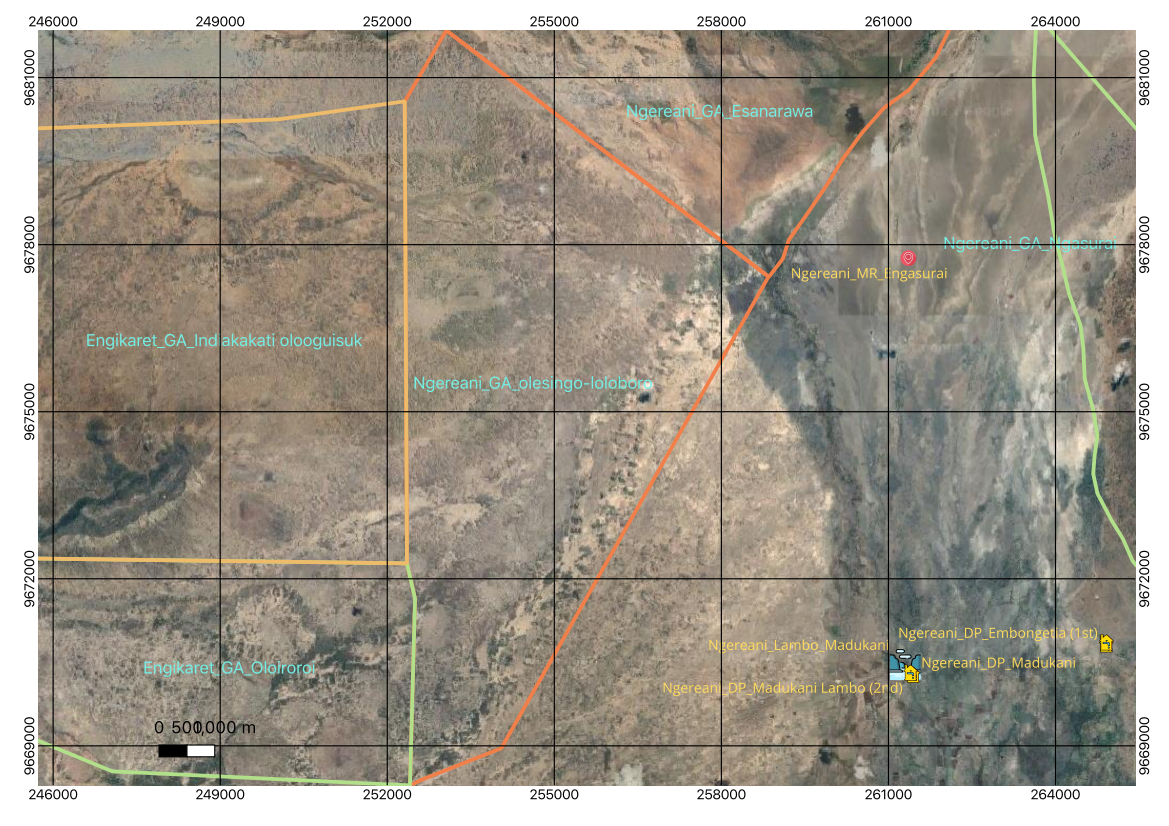 246000 249000 252000 255000 258000 261000 264000
9681000 9681000
Ngereani_GA_Esanarawa
9678000 Ngereani_GA_Ngasurai 9678000
Ngereani_MR_Engasurai
Engikaret_GA_Indiakakati olooguisuk
Ngereani_GA_olesingo-loloboro
9675000 9675000
9672000 9672000
Ngereani_DP_Embongetia (1st)
Ngereani_Lambo_Madukani
Engikaret_GA_Ololroroi Ngereani_DP_Madukani
Ngereani_DP_Madukani Lambo (2nd)
0 500 1,000 m
9669000 9669000
246000 249000 252000 255000 258000 261000 264000